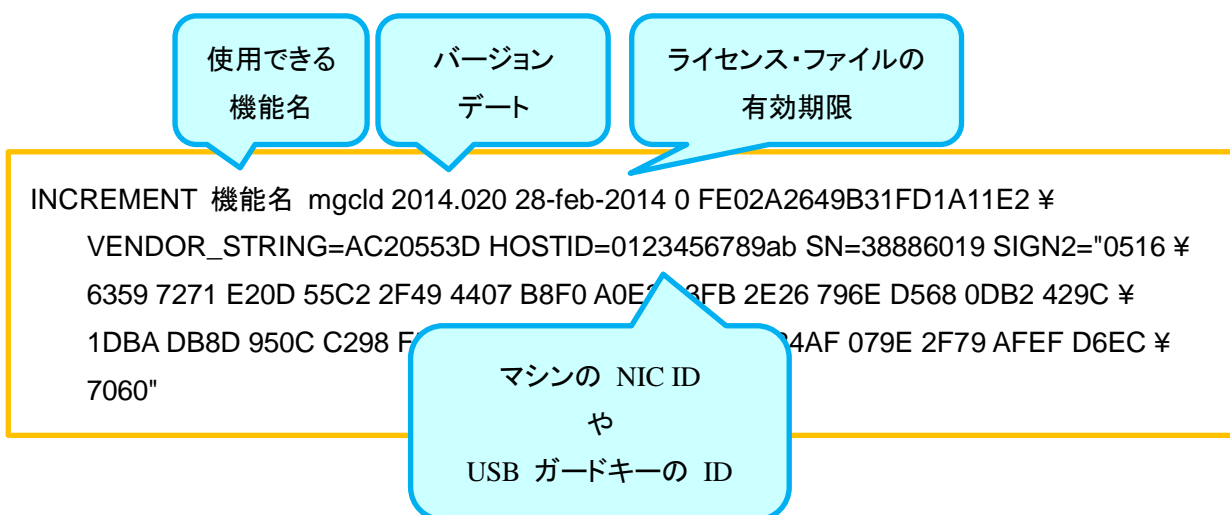 使用できる
機能名
バージョン
デート
ライセンス・ファイルの
有効期限
INCREMENT 機能名 mgcld 2014.020 28-feb-2014 0 FE02A2649B31FD1A11E2 ¥
VENDOR_STRING=AC20553D HOSTID=0123456789ab SN=38886019 SIGN2="0516 ¥
6359 7271 E20D 55C2 2F49 4407 B8F0 2E26 796E D568 0DB2 429C ¥
1DBA DB8D 950C C298 079E 2F79 AFEF D6EC ¥
7060"
マシンの NIC ID
や
USB ガードキーの ID